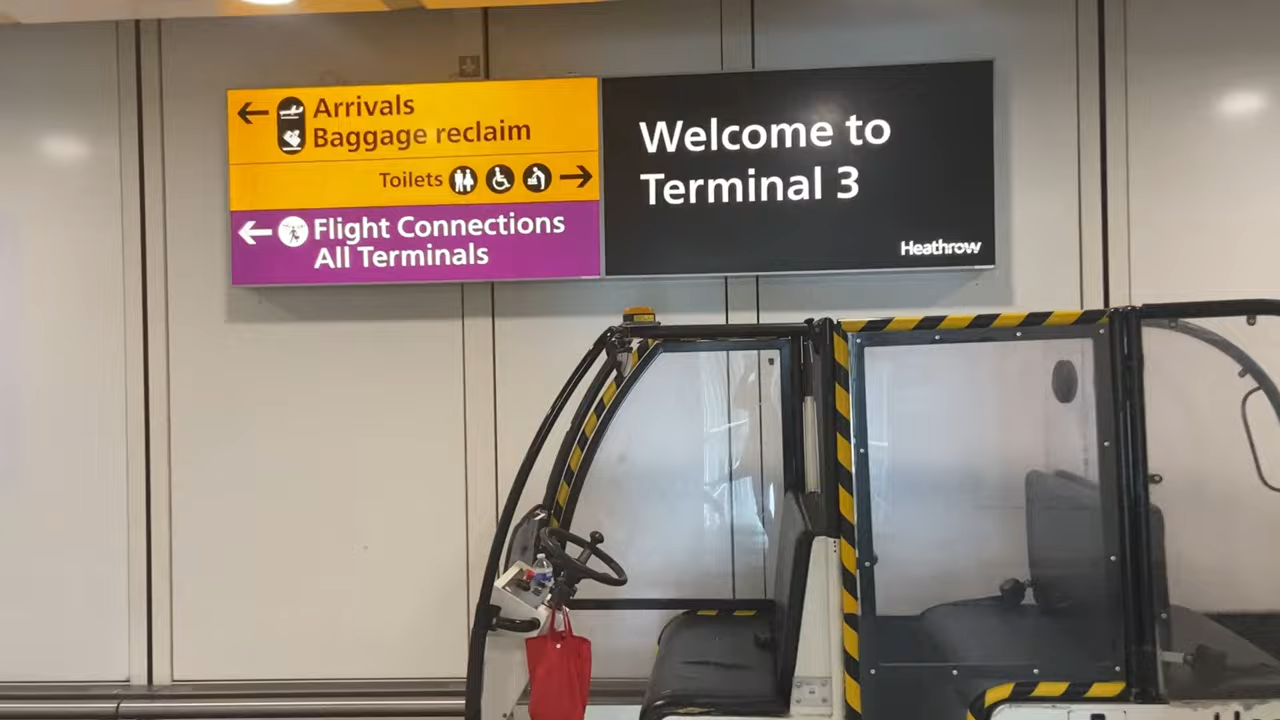 Arrivals
Baggage reclaim
Toilets
Flight Connections
All Terminals
Welcome to
Terminal 3
Heathrow